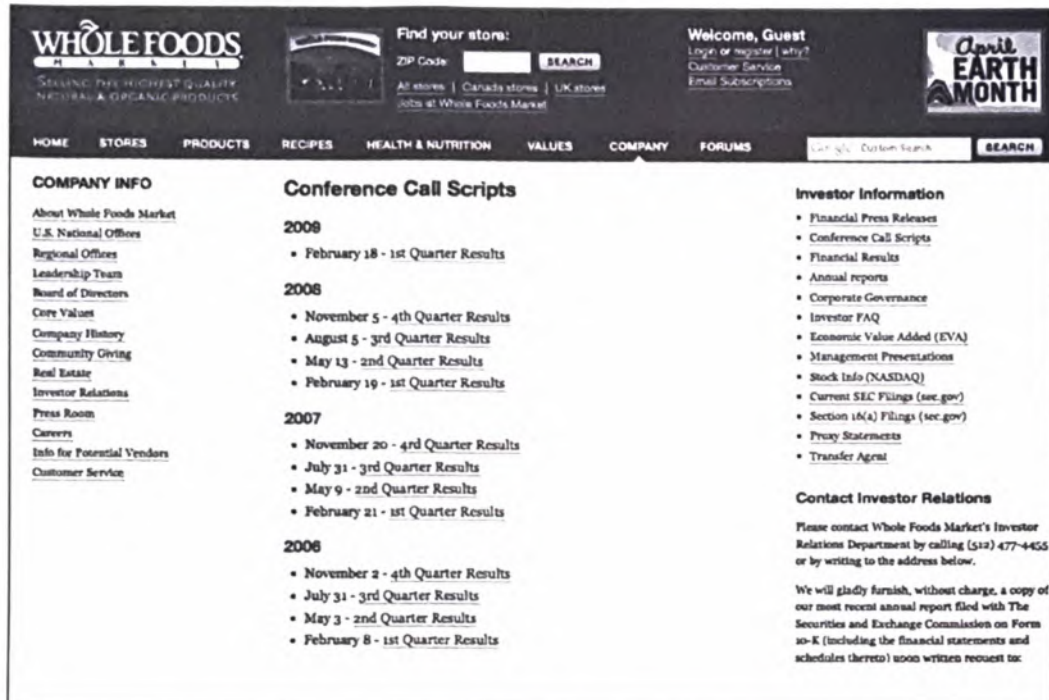 WHOLE FOODS
MARKET
SELLING THE HIGHEST QUALITY
NATURAL & ORGANIC PRODUCTS
Find your store:
ZIP Code: SEARCH
All stores | Canada stores | UK stores
Jobs at Whole Foods Market
Welcome, Guest
Login or register | why?
Customer Service
Email Subscriptions
April
EARTH
MONTH
HOME STORES PRODUCTS RECIPES HEALTH & NUTRITION VALUES COMPANY FORUMS Google Custom Search SEARCH
COMPANY INFO
About Whole Foods Market
U.S. National Offices
Regional Offices
Leadership Team
Board of Directors
Core Values
Company History
Community Giving
Real Estate
Investor Relations
Press Room
Careers
Info for Potential Vendors
Customer Service
Conference Call Scripts
2009
• February 18 - 1st Quarter Results
2008
• November 5 - 4th Quarter Results
• August 5 - 3rd Quarter Results
• May 13 - 2nd Quarter Results
• February 19 - 1st Quarter Results
2007
• November 20 - 4rd Quarter Results
• July 31 - 3rd Quarter Results
• May 9 - 2nd Quarter Results
• February 21 - 1st Quarter Results
2006
• November 2 - 4th Quarter Results
• July 31 - 3rd Quarter Results
• May 3 - 2nd Quarter Results
• February 8 - 1st Quarter Results
Investor Information
• Financial Press Releases
• Conference Call Scripts
• Financial Results
• Annual reports
• Corporate Governance
• Investor FAQ
• Economic Value Added (EVA)
• Management Presentations
• Stock Info (NASDAQ)
• Current SEC Filings (sec.gov)
• Section 16(a) Filings (sec.gov)
• Proxy Statements
• Transfer Agent
Contact Investor Relations
Please contact Whole Foods Market's Investor
Relations Department by calling (512) 477-4455
or by writing to the address below.
We will gladly furnish, without charge, a copy of
our most recent annual report filed with The
Securities and Exchange Commission on Form
10-K (including the financial statements and
schedules thereto) upon written request to: